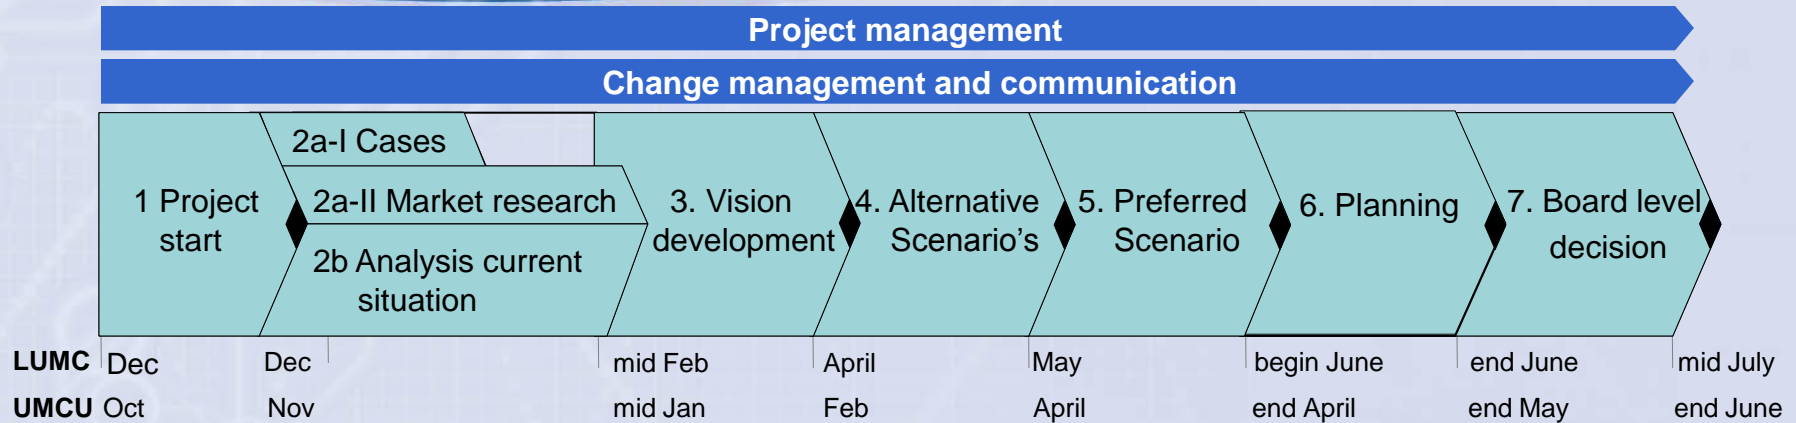 Project management
Change management and communication
1 Project
start
2a-I Cases
2a-II Market research
2b Analysis current
situation
3. Vision
development
4. Alternative
Scenario's
5. Preferred
Scenario
6. Planning
7. Board level
decision
LUMC Dec Dec mid Feb April May begin June end June mid July
UMCU Oct Nov mid Jan Feb April end April end May end June